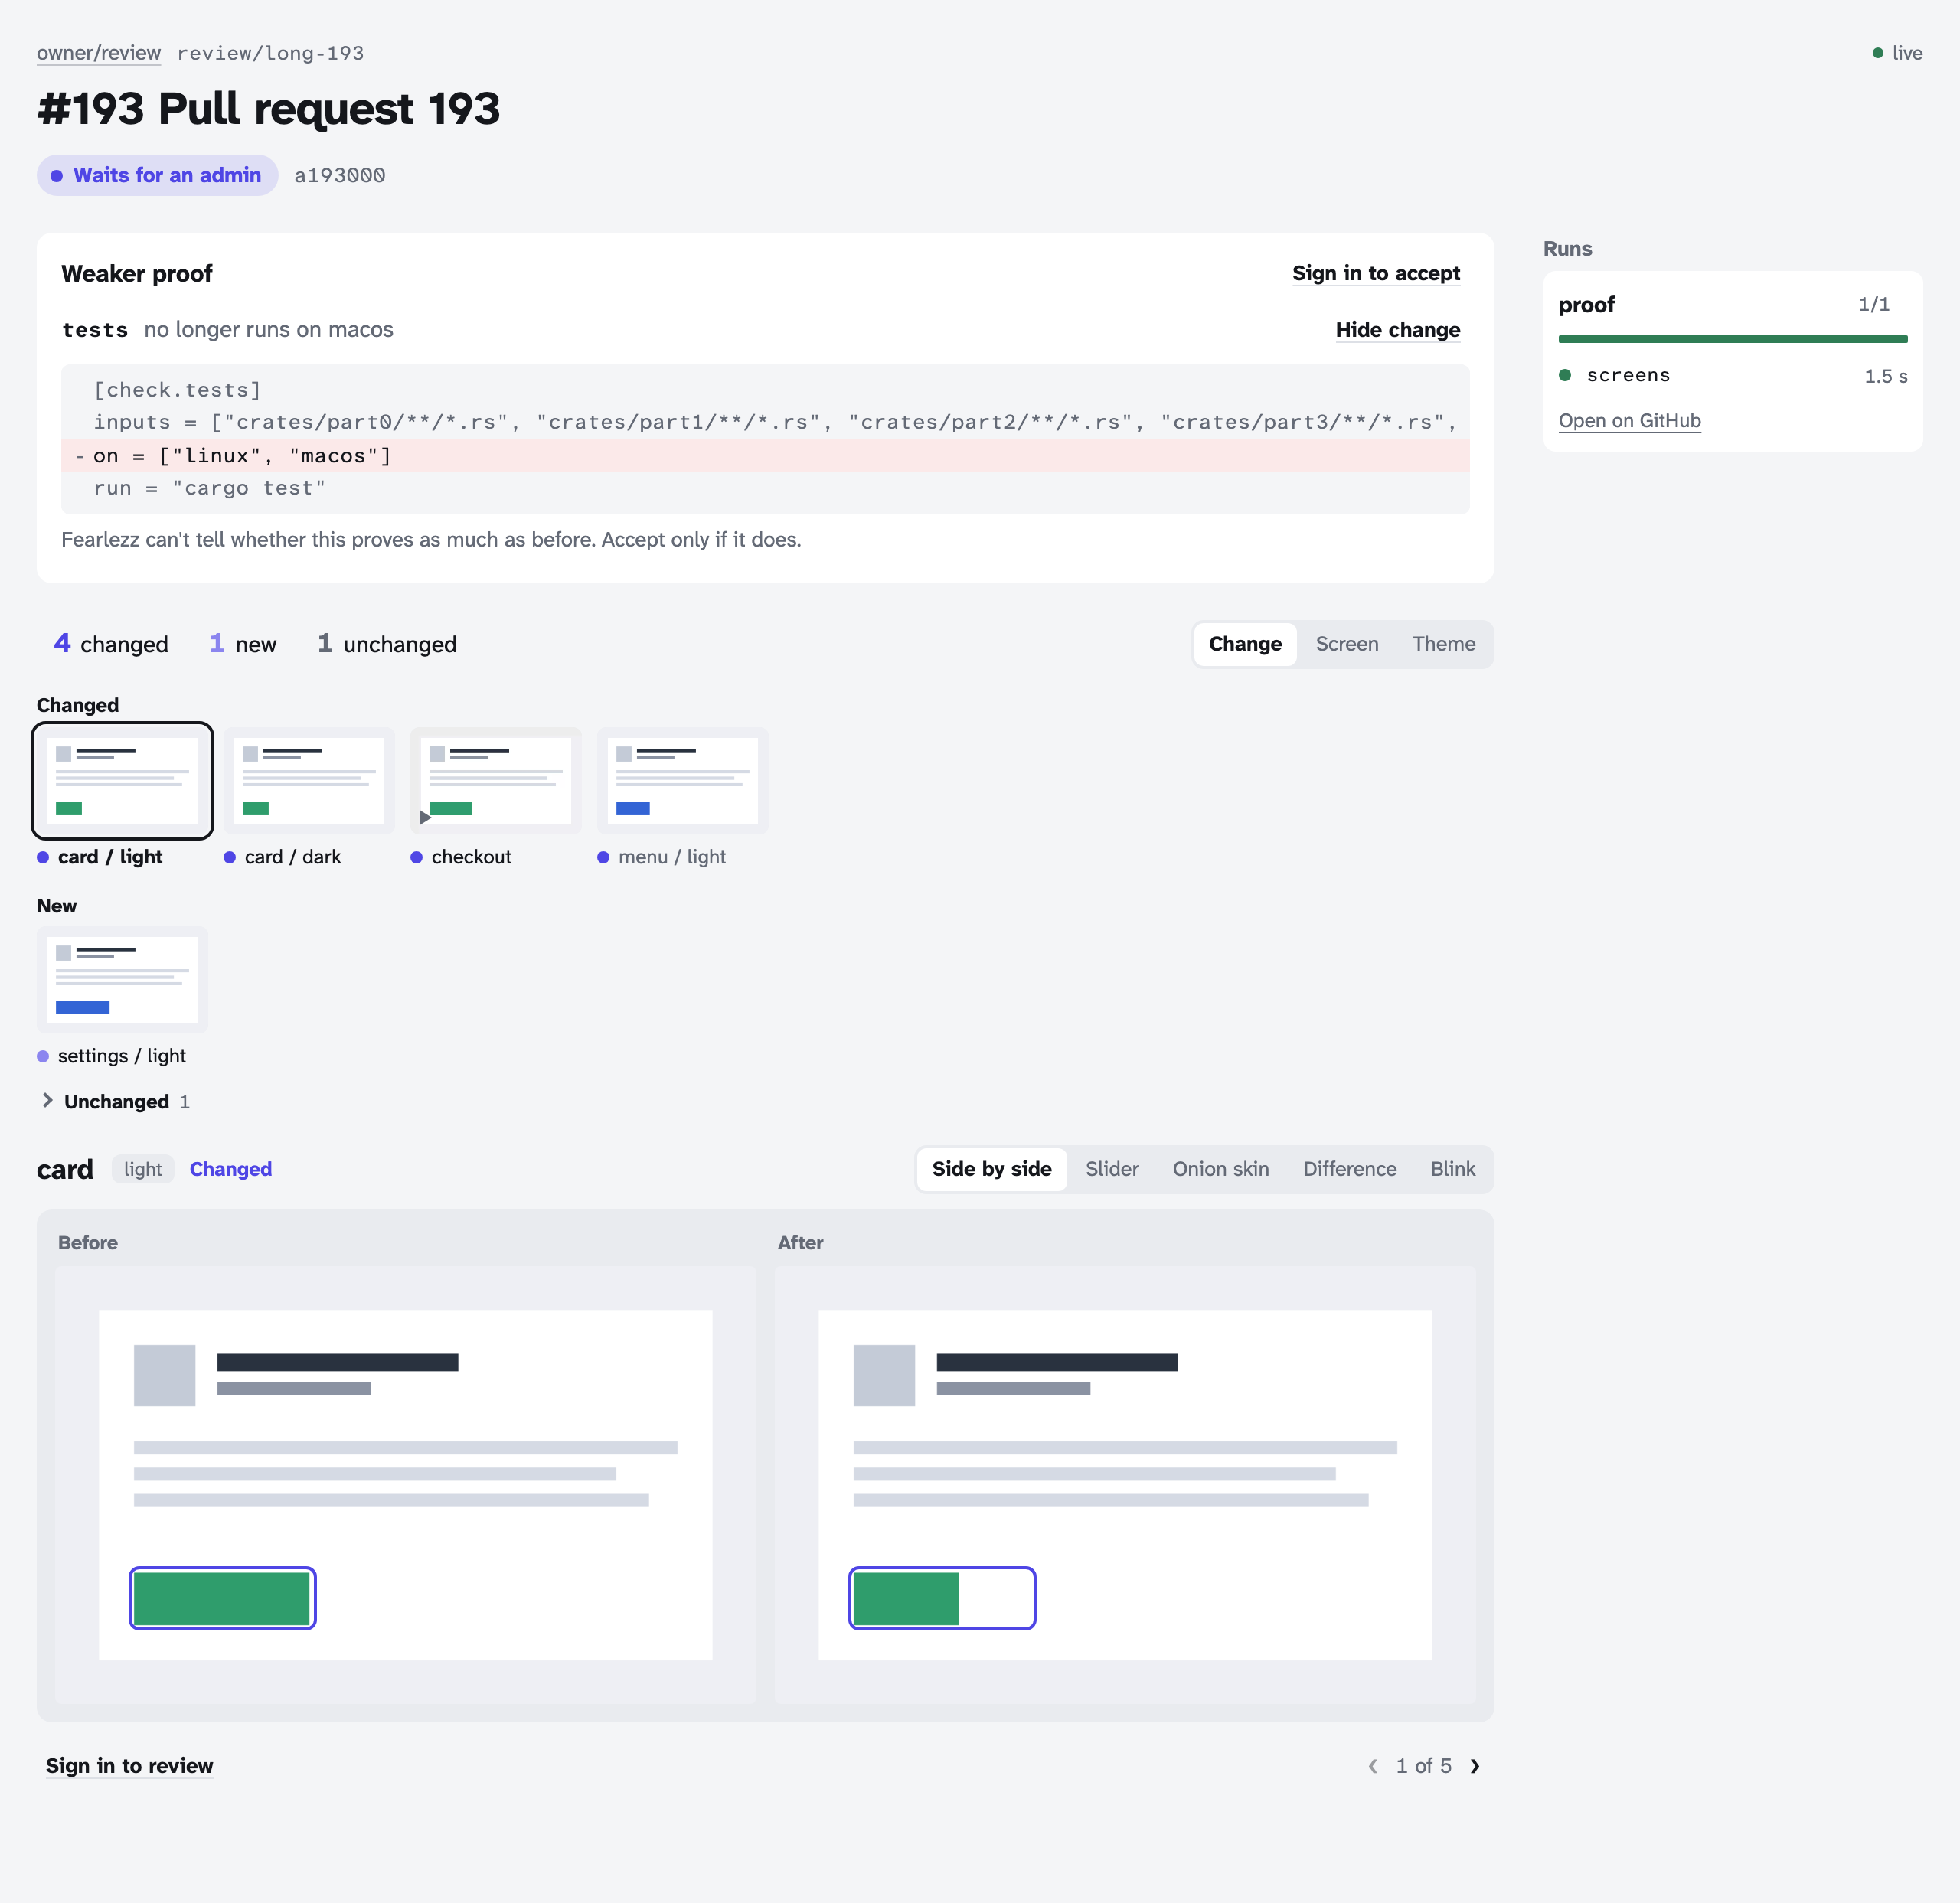 owner/review review/long-193
live
#193 Pull request 193
Waits for an admin a193000
Weaker proof
Sign in to accept
tests no longer runs on macos
Hide change
[check.tests]
inputs = ["crates/part0/**/*.rs", "crates/part1/**/*.rs", "crates/part2/**/*.rs", "crates/part3/**/*.rs",
- on = ["linux", "macos"]
run = "cargo test"
Fearlezz can't tell whether this proves as much as before. Accept only if it does.
Runs
proof 1/1
screens 1.5 s
Open on GitHub
4 changed 1 new 1 unchanged
Change Screen Theme
Changed
card / light card / dark checkout menu / light
New
settings / light
Unchanged 1
card light Changed
Side by side Slider Onion skin Difference Blink
Before After
Sign in to review
1 of 5